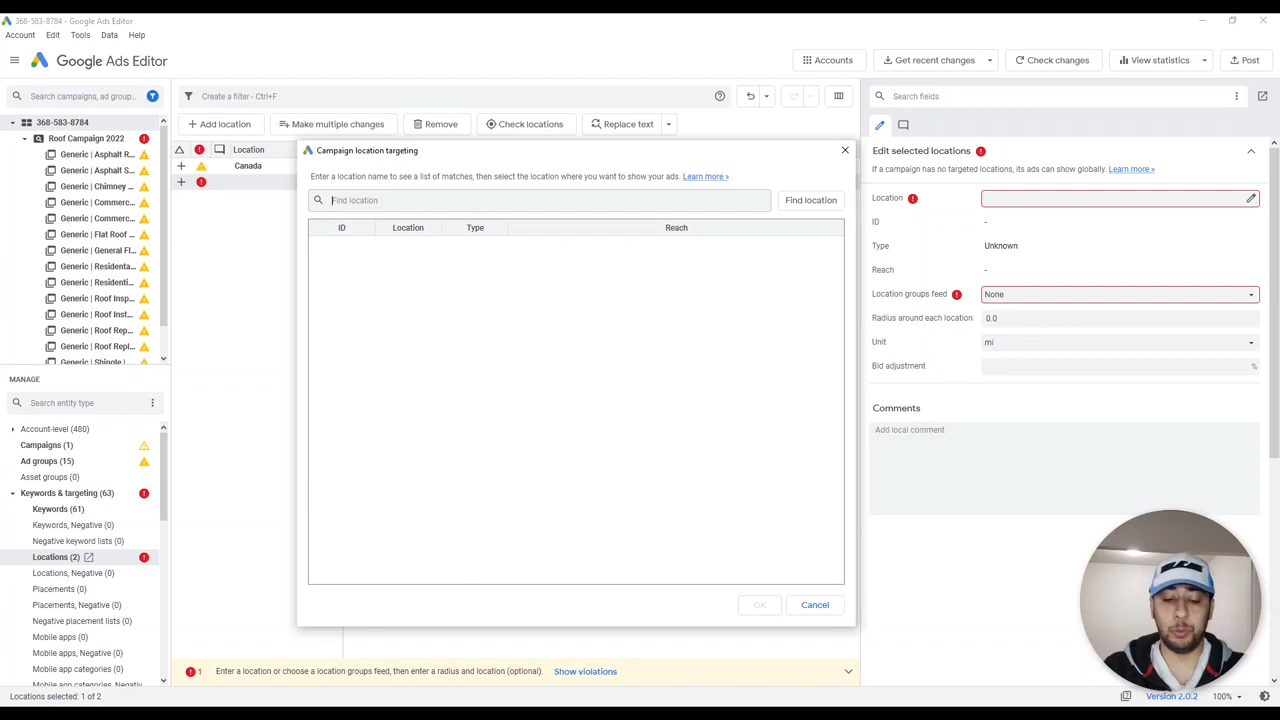 368-583-8784 - Google Ads Editor
Account Edit Tools Data Help
Google Ads Editor
Accounts
Get recent changes
Check changes
View statistics
Post
Search campaigns, ad group...
Create a filter - Ctrl+F
Search fields
368-583-8784
Roof Campaign 2022
Generic | Asphalt R...
Generic | Asphalt S...
Generic | Chimney ...
Generic | Commerc...
Generic | Commerc...
Generic | Flat Roof ...
Generic | General Fl...
Generic | Residenta...
Generic | Residenti...
Generic | Roof Insp...
Generic | Roof Inst...
Generic | Roof Rep...
Generic | Roof Repl...
Generic | Shingle | ...
MANAGE
Search entity type
Account-level (480)
Campaigns (1)
Ad groups (15)
Asset groups (0)
Keywords & targeting (63)
Keywords (61)
Keywords, Negative (0)
Negative keyword lists (0)
Locations (2)
Locations, Negative (0)
Placements (0)
Placements, Negative (0)
Negative placement lists (0)
Mobile apps (0)
Mobile apps, Negative (0)
Mobile app categories (0)
Mobile app categories, Negativ
Locations selected: 1 of 2
Add location
Make multiple changes
Remove
Check locations
Replace text
Location
Canada
Campaign location targeting
Enter a location name to see a list of matches, then select the location where you want to show your ads. Learn more »
Find location
Find location
ID Location Type Reach
OK
Cancel
1 Enter a location or choose a location groups feed, then enter a radius and location (optional). Show violations
Edit selected locations
If a campaign has no targeted locations, its ads can show globally. Learn more »
Location
ID -
Type Unknown
Reach -
Location groups feed None
Radius around each location 0.0
Unit mi
Bid adjustment %
Comments
Add local comment
Version 2.0.2
100%